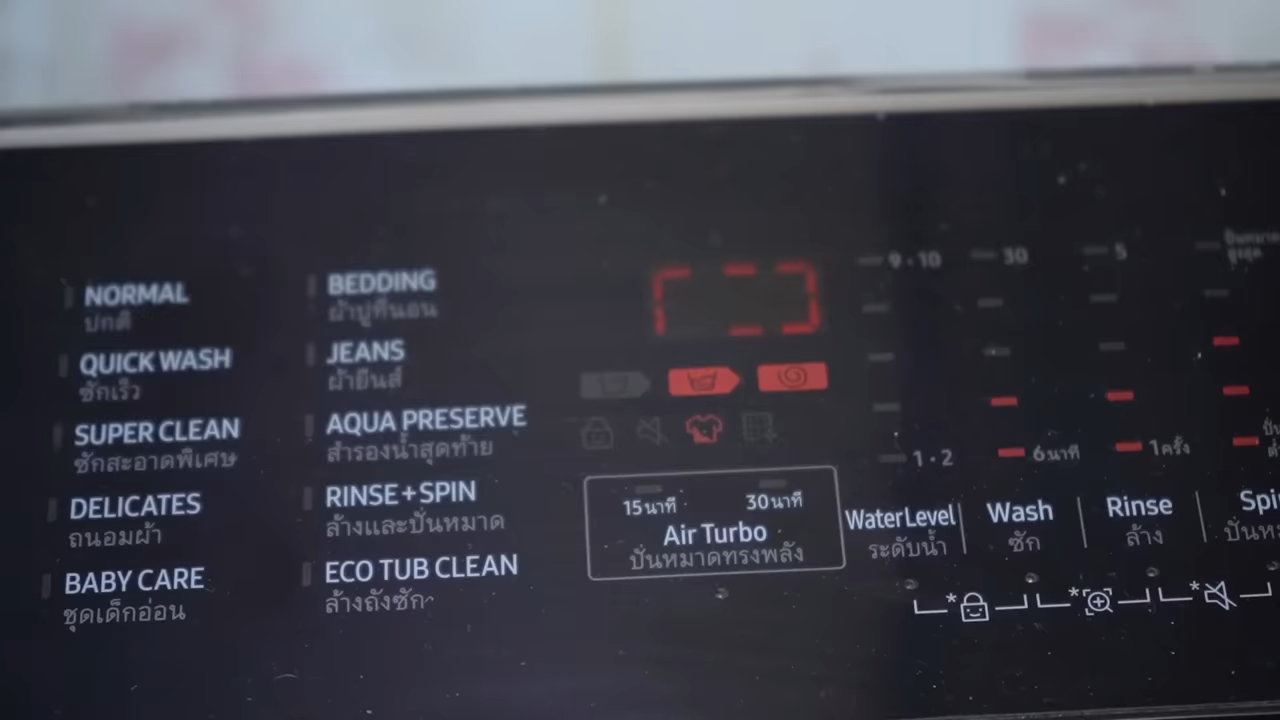 NORMAL
ปกติ
QUICK WASH
ซักเร็ว
SUPER CLEAN
ซักสะอาดพิเศษ
DELICATES
ถนอมผ้า
BABY CARE
ชุดเด็กอ่อน
BEDDING
ผ้าปูที่นอน
JEANS
ผ้ายีนส์
AQUA PRESERVE
สำรองน้ำสุดท้าย
RINSE+SPIN
ล้างและปั่นหมาด
ECO TUB CLEAN
ล้างถังซัก
15นาที 30นาที
Air Turbo
ปั่นหมาดทรงพลัง
9·10 30 5
1·2 6นาที 1ครั้ง
Water Level Wash Rinse
ระดับน้ำ ซัก ล้าง
* * *